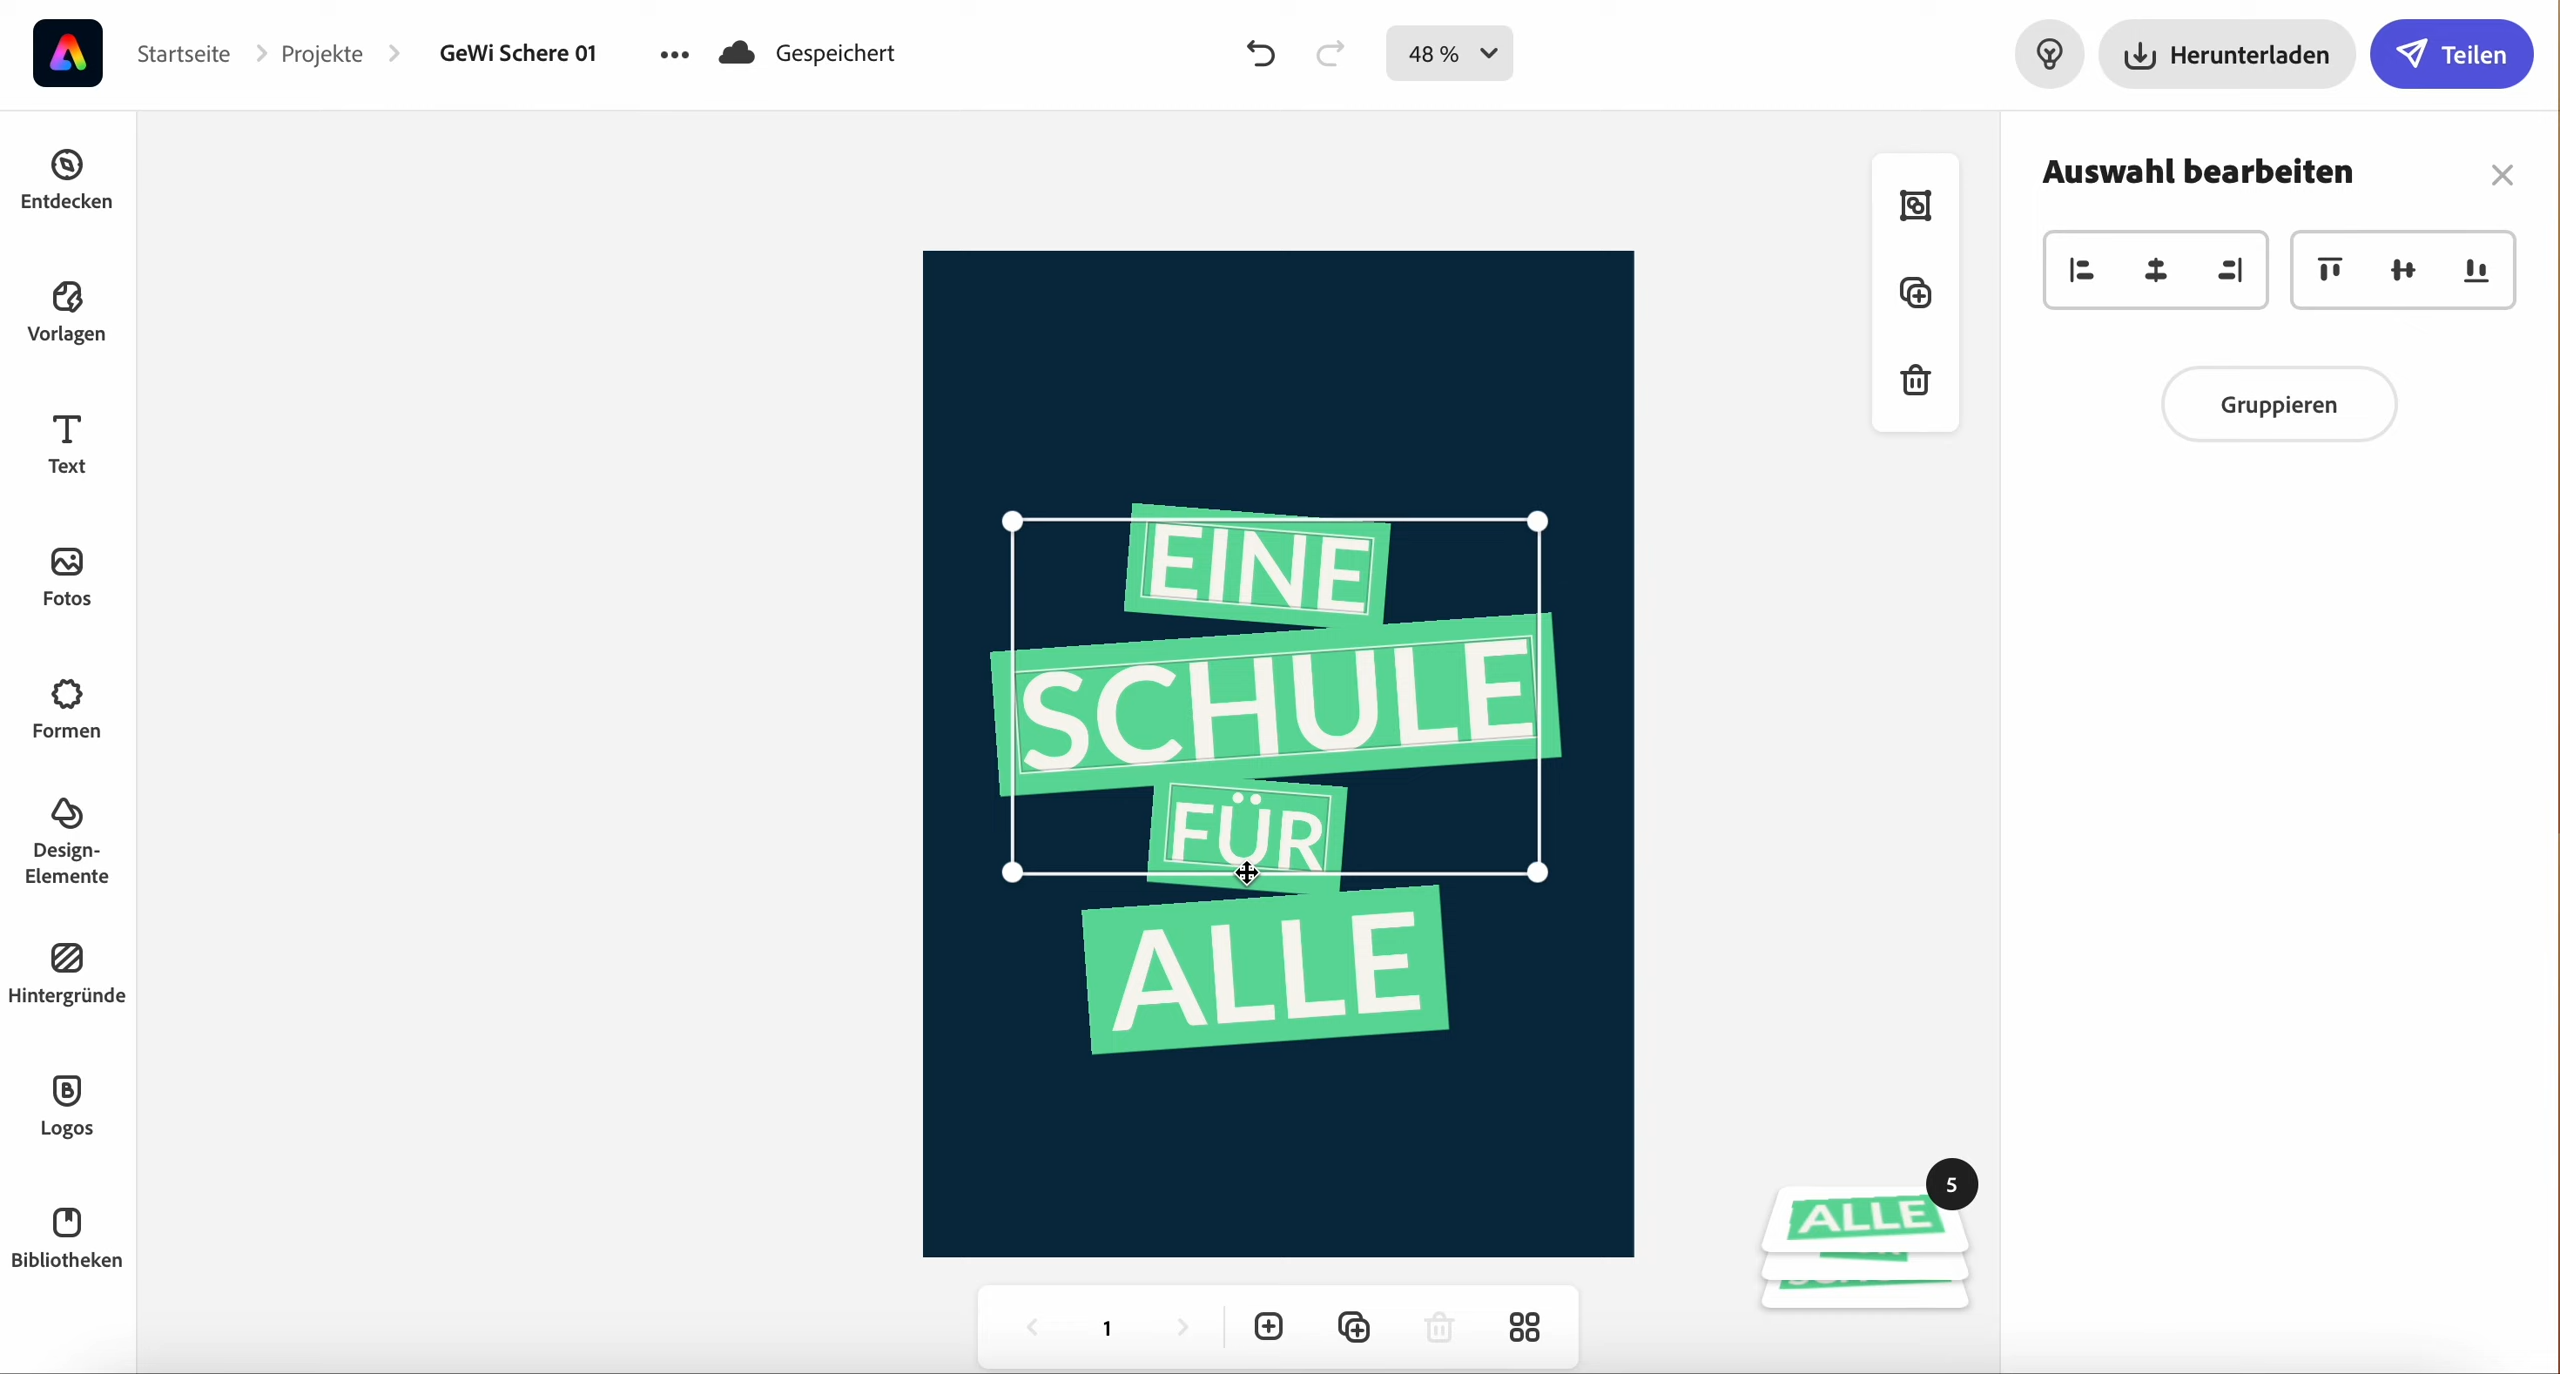 Startseite > Projekte > GeWi Schere 01 ••• Gespeichert
48 %
Herunterladen
Teilen
Entdecken
Vorlagen
Text
Fotos
Formen
Design-
Elemente
Hintergründe
Logos
Bibliotheken
EINE
SCHULE
FÜR
ALLE
1
5
ALLE
Auswahl bearbeiten
Gruppieren